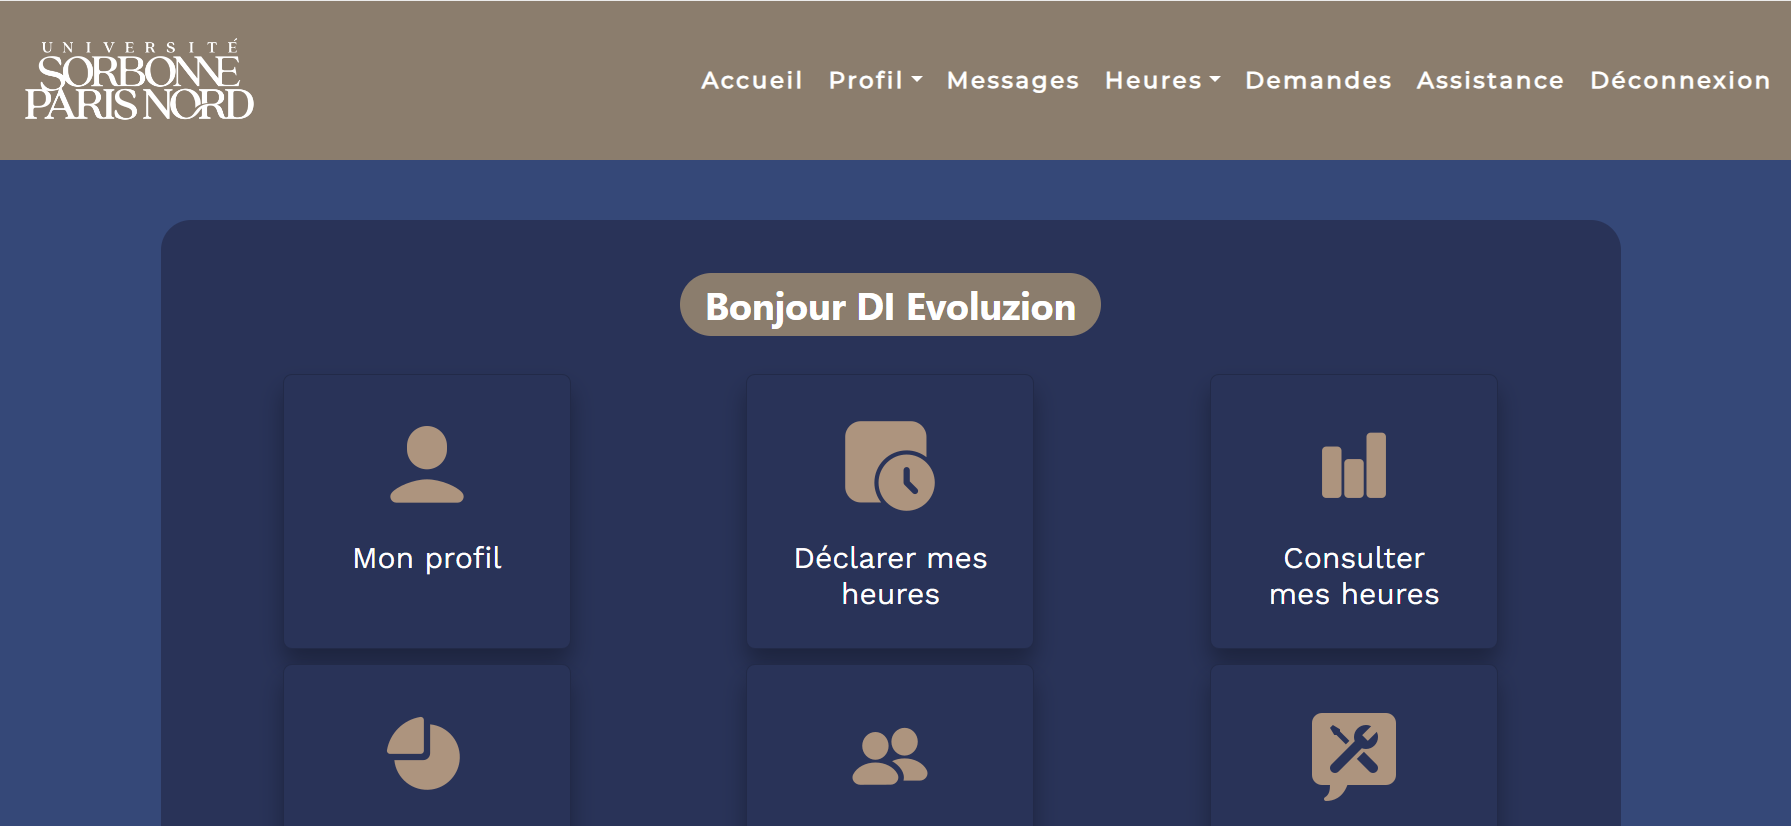 UNIVERSITÉ
SORBONNE
PARIS NORD
Accueil Profil Messages Heures Demandes Assistance Déconnexion
Bonjour DI Evoluzion
Mon profil
Déclarer mes
heures
Consulter
mes heures